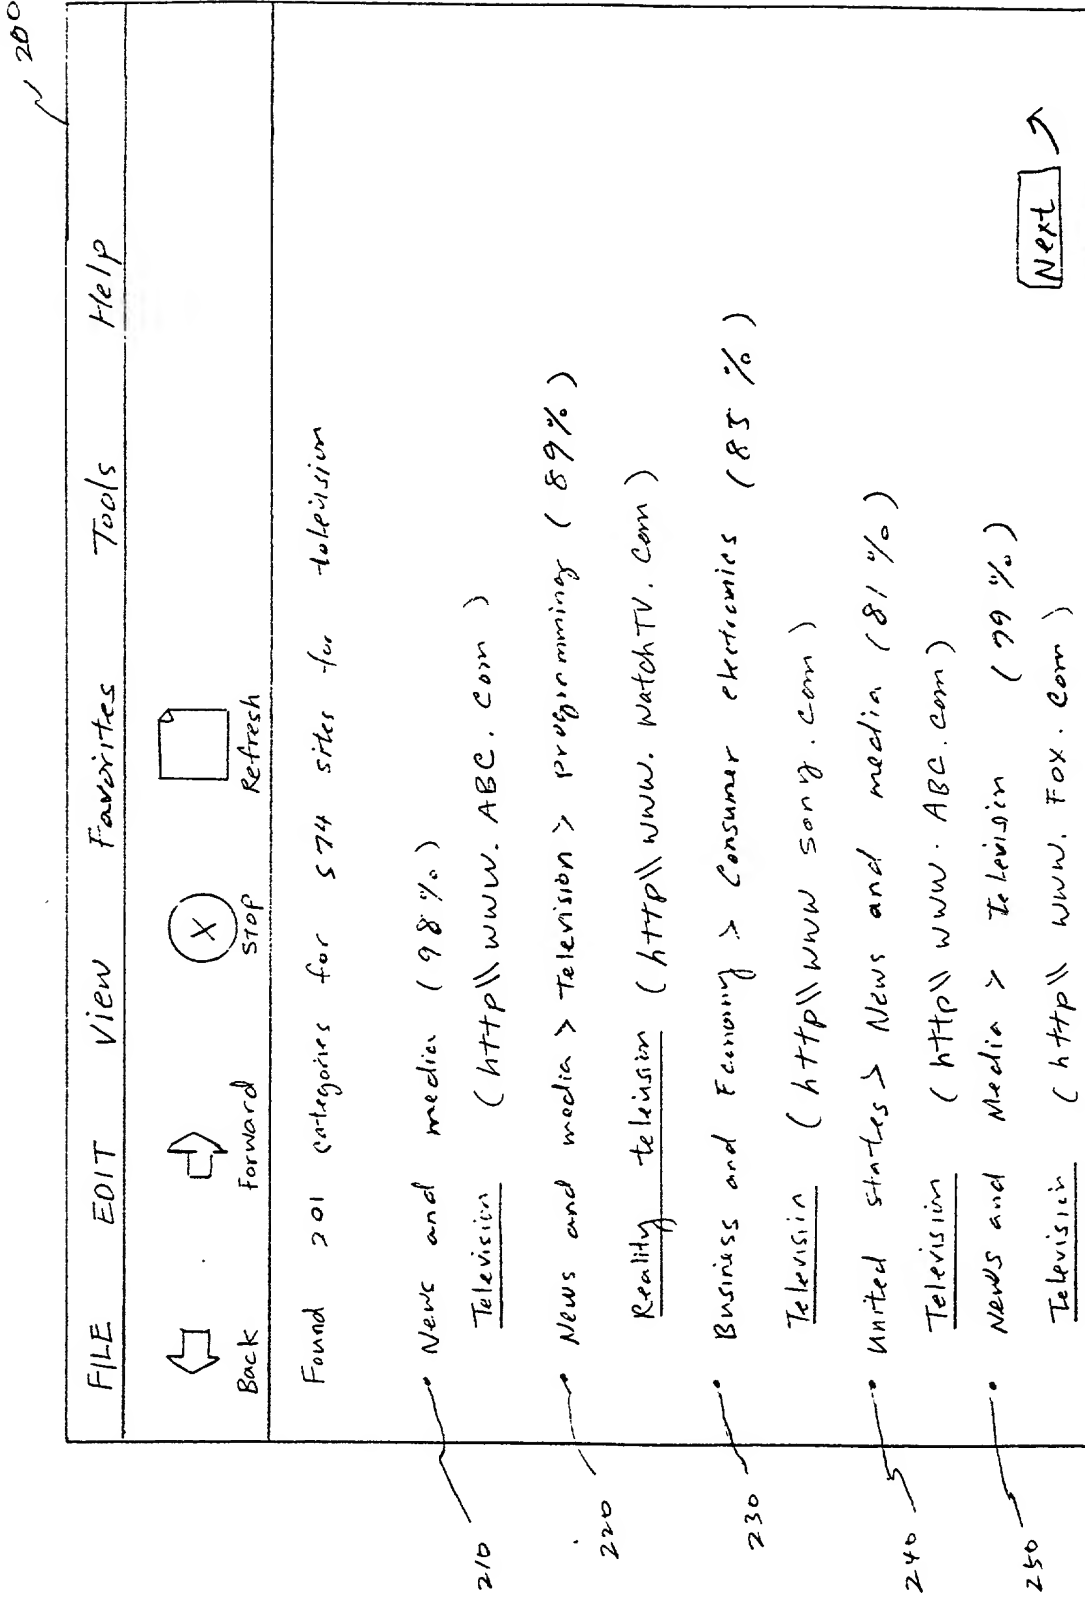 200
FILE EDIT View Favorites Tools Help
Back Forward STOP Refresh
Found 201 categories for 574 sites for television
210 • News and media (98%)
Television (http\\www.ABC.com)
220 • News and media > Television > programming (89%)
Reality television (http\\www.WatchTV.com)
230 • Business and Economy > Consumer electronics (85%)
Television (http\\www sony.com)
240 • United states > News and media (81%)
Television (http\\www.ABC.com)
250 • News and Media > Television (99%)
Television (http\\www.Fox.com)
Next